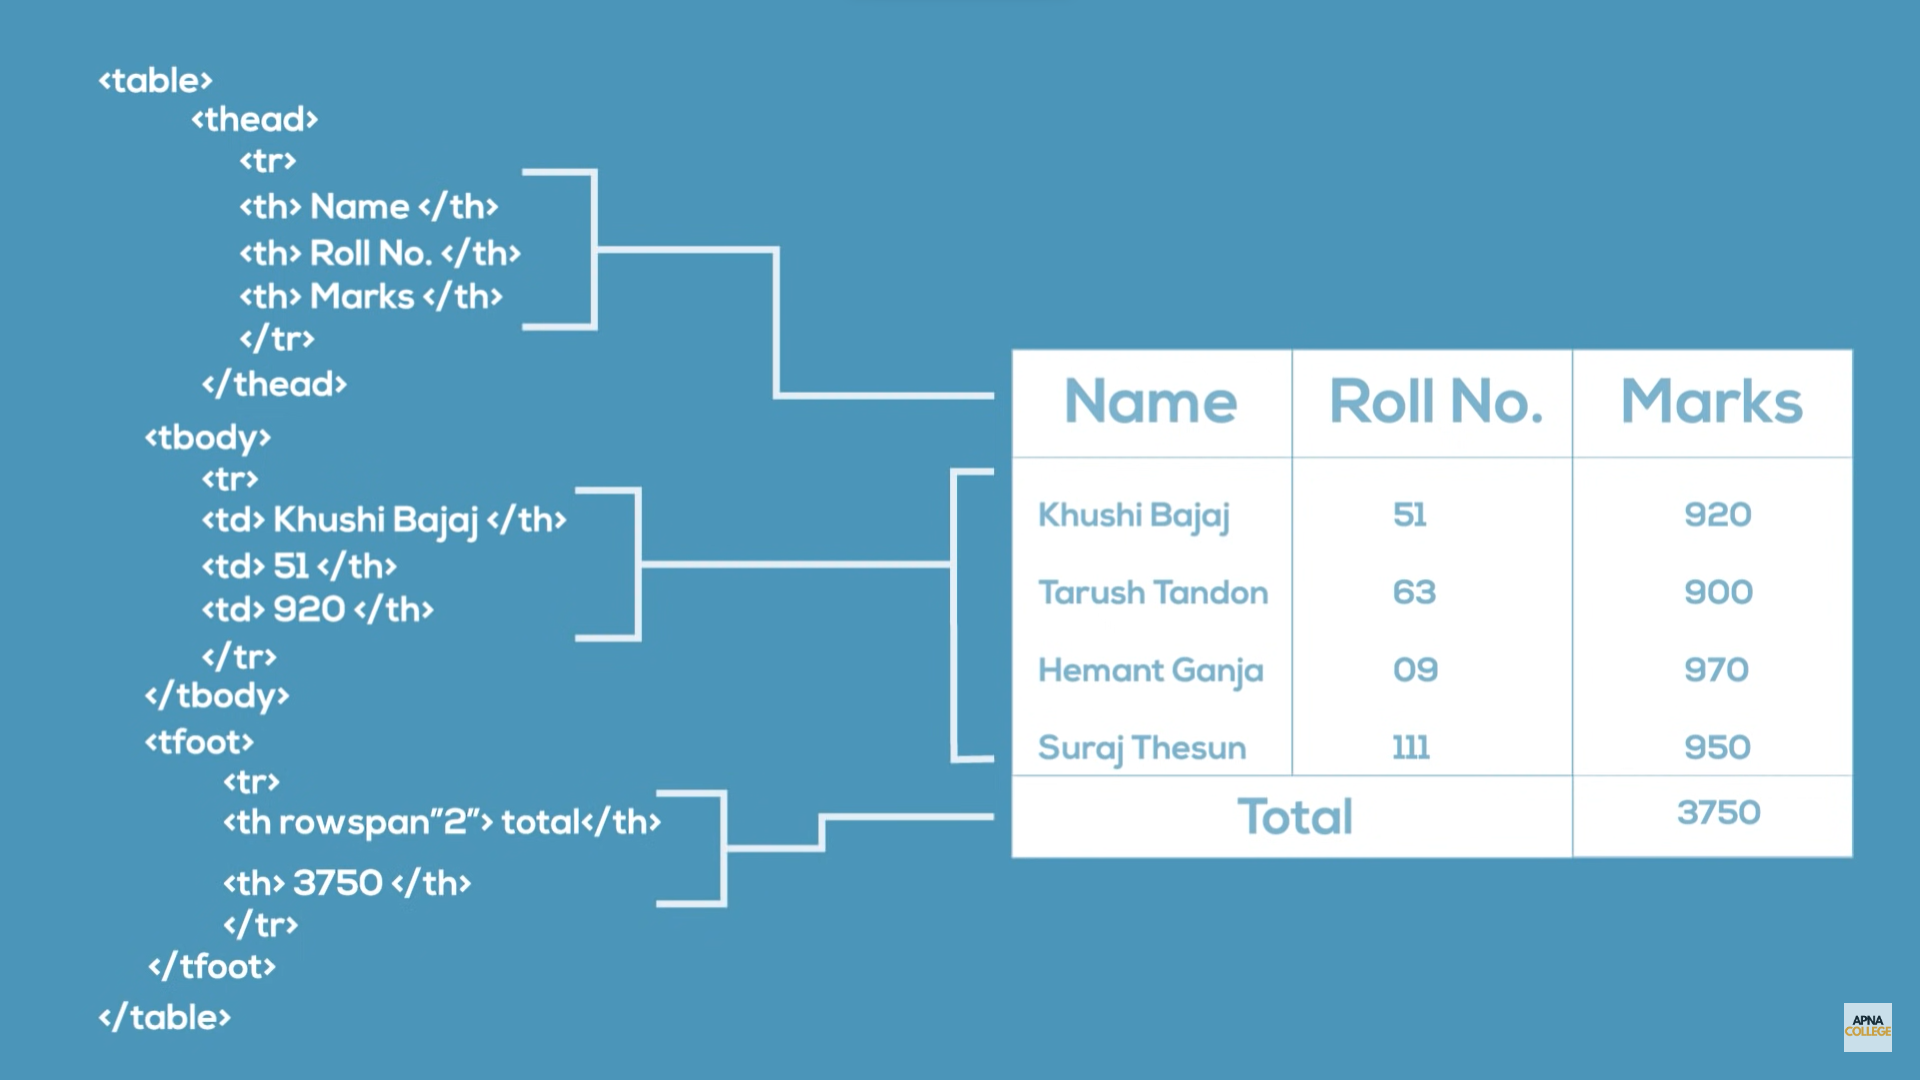 <table>
<thead>
<tr>
<th> Name </th>
<th> Roll No. </th>
<th> Marks </th>
</tr>
</thead>
<tbody>
<tr>
<td> Khushi Bajaj </th>
<td> 51 </th>
<td> 920 </th>
</tr>
</tbody>
<tfoot>
<tr>
<th rowspan"2"> total</th>
<th> 3750 </th>
</tr>
</tfoot>
</table>
Name Roll No. Marks
Khushi Bajaj 51 920
Tarush Tandon 63 900
Hemant Ganja 09 970
Suraj Thesun 111 950
Total 3750
APNA
COLLEGE